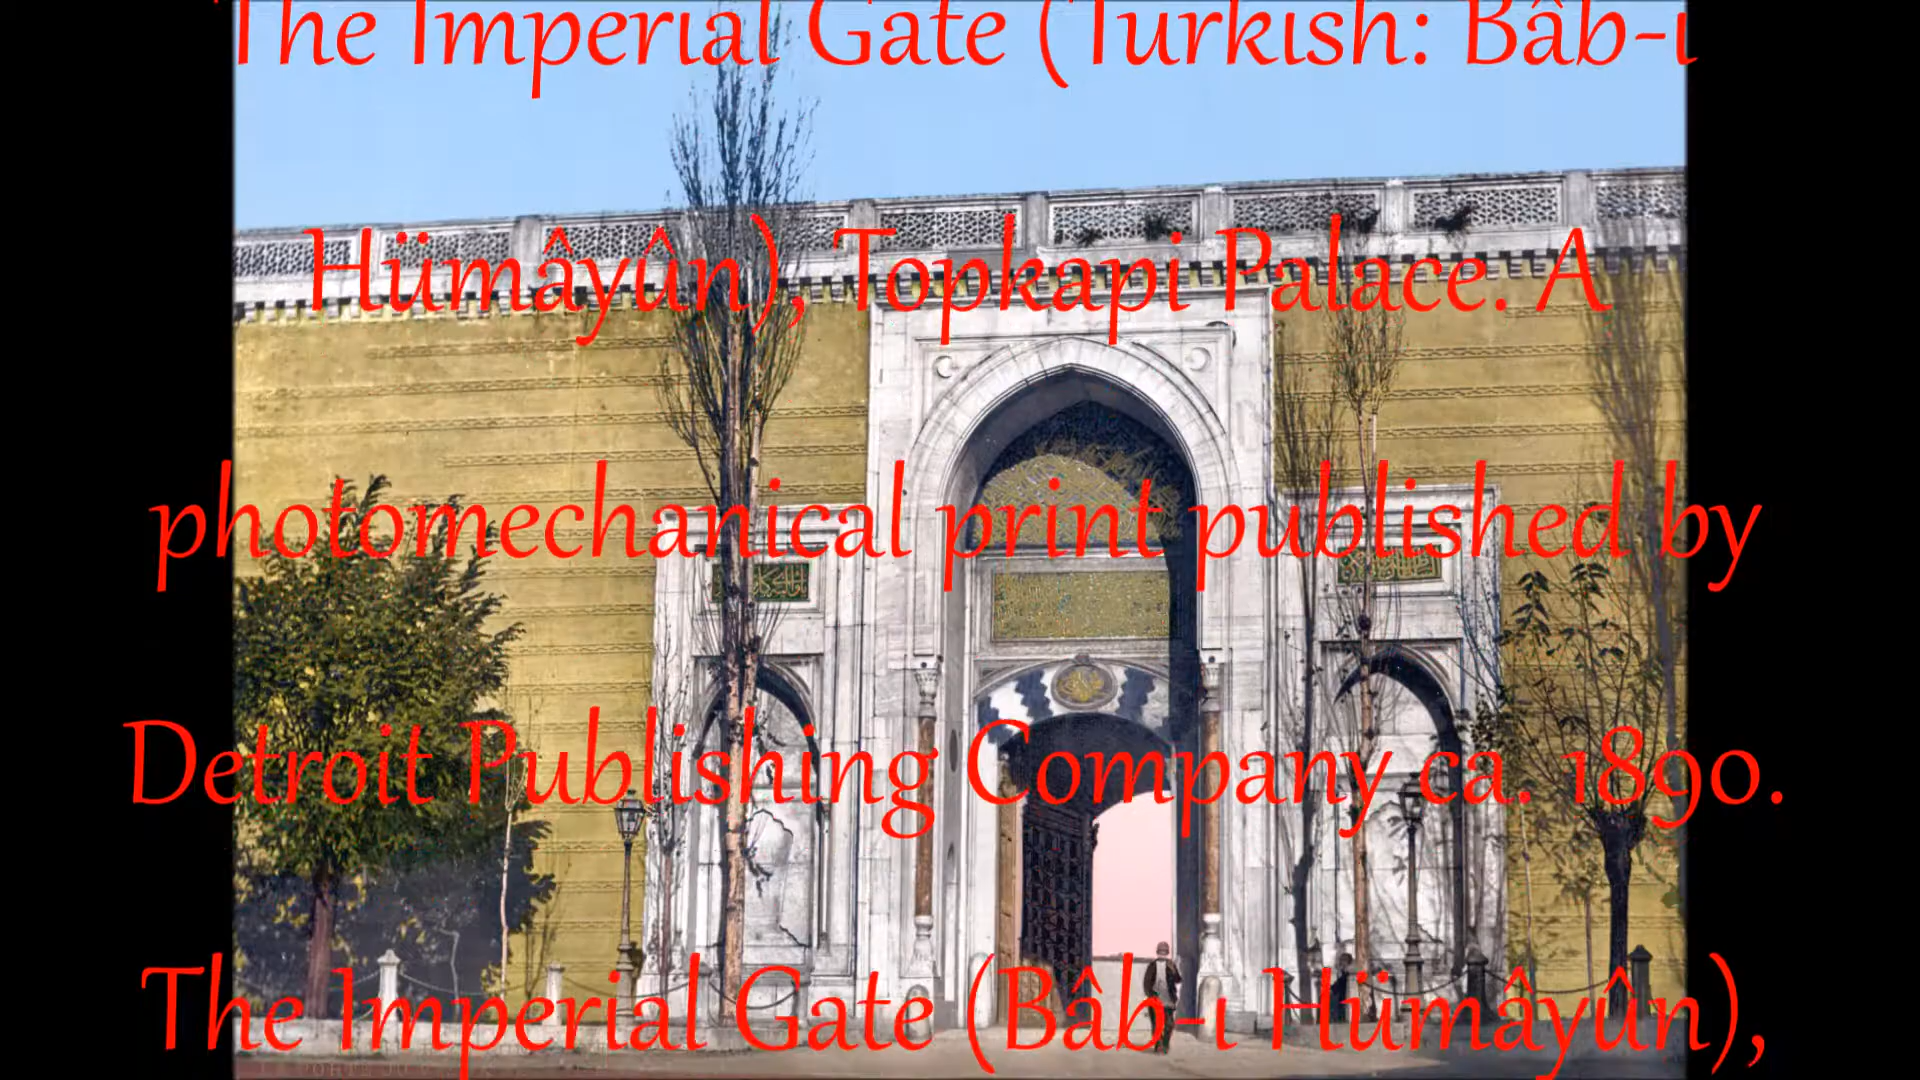 The Imperial Gate (Turkish: Bâb-ı
Hümâyûn), Topkapi Palace. A
photomechanical print published by
Detroit Publishing Company ca. 1890.
The Imperial Gate (Bâb-ı Hümâyûn),